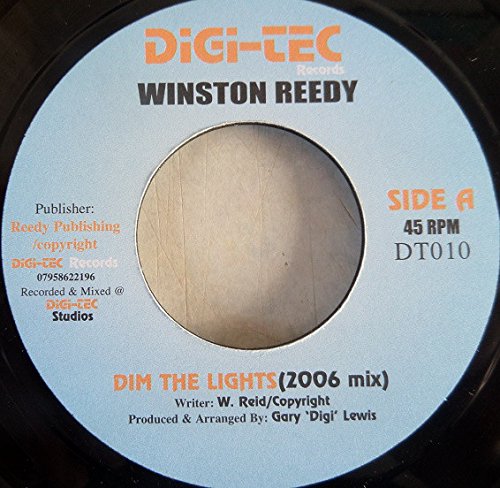 DiGi-TEC
Records
WINSTON REEDY
Publisher:
Reedy Publishing
/copyright
DiGi-TEC Records
07958622196
Recorded & Mixed @
DiGi-TEC
Studios
SIDE A
45 RPM
DT010
DIM THE LIGHTS(2006 mix)
Writer: W. Reid/Copyright
Produced & Arranged By: Gary 'Digi' Lewis